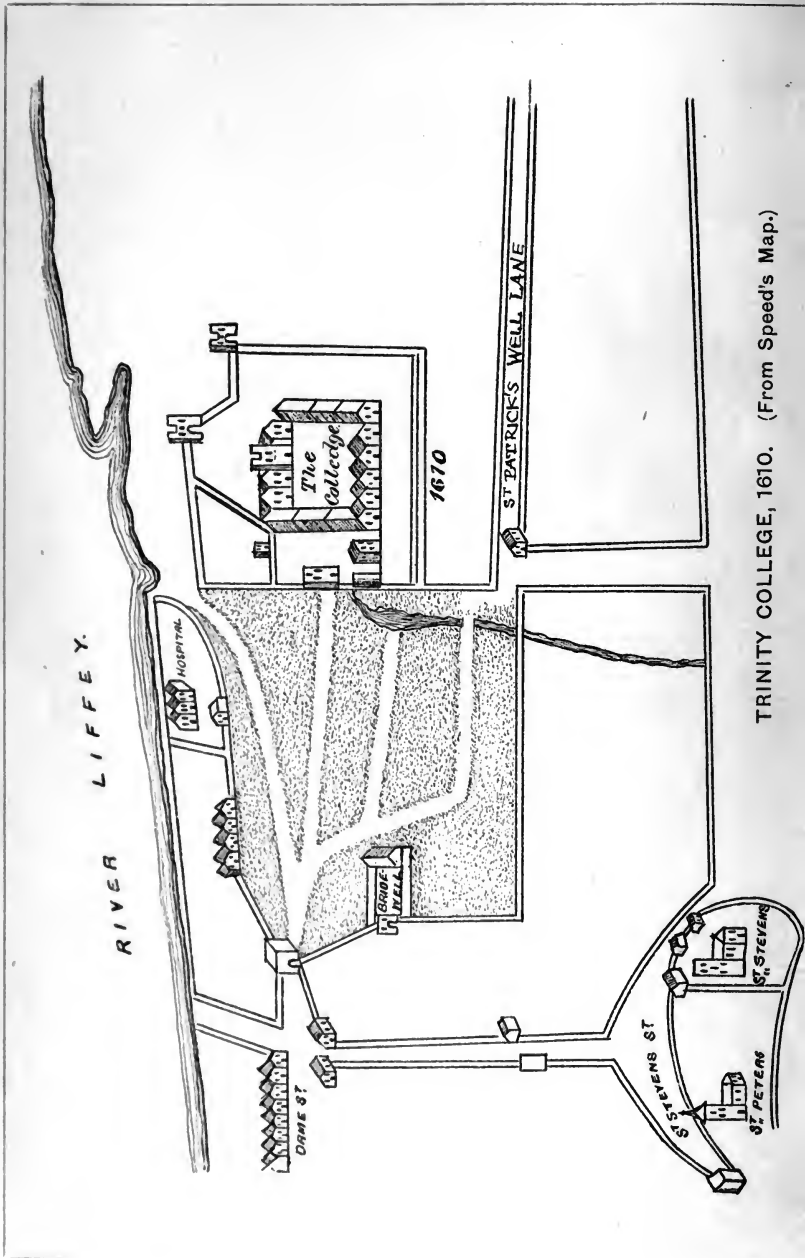 RIVER LIFFEY.
HOSPITAL
The
Colledge
1670
BRIDE-
WELL
DAME ST
ST PATRICK'S WELL LANE
ST STEVENS ST
ST STEVENS
ST PETERS
TRINITY COLLEGE, 1610. (From Speed's Map.)